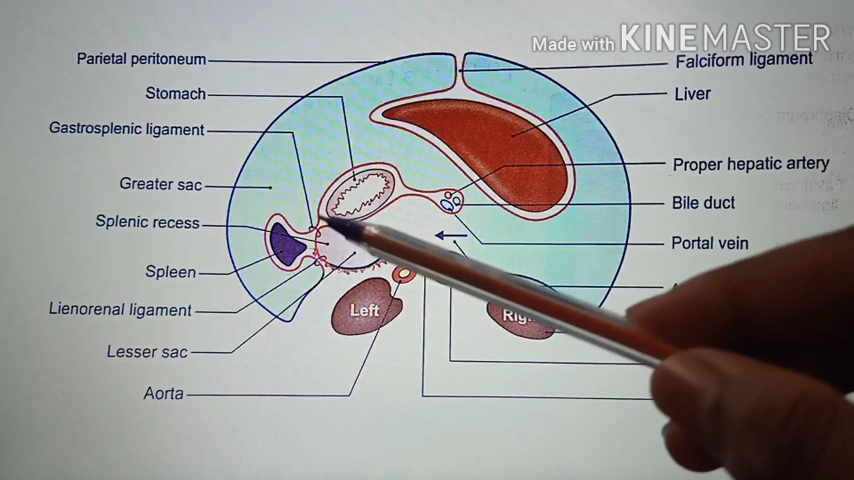 Made with KINEMASTER
Parietal peritoneum
Stomach
Gastrosplenic ligament
Greater sac
Splenic recess
Spleen
Lienorenal ligament
Lesser sac
Aorta
Falciform ligament
Liver
Proper hepatic artery
Bile duct
Portal vein
Left